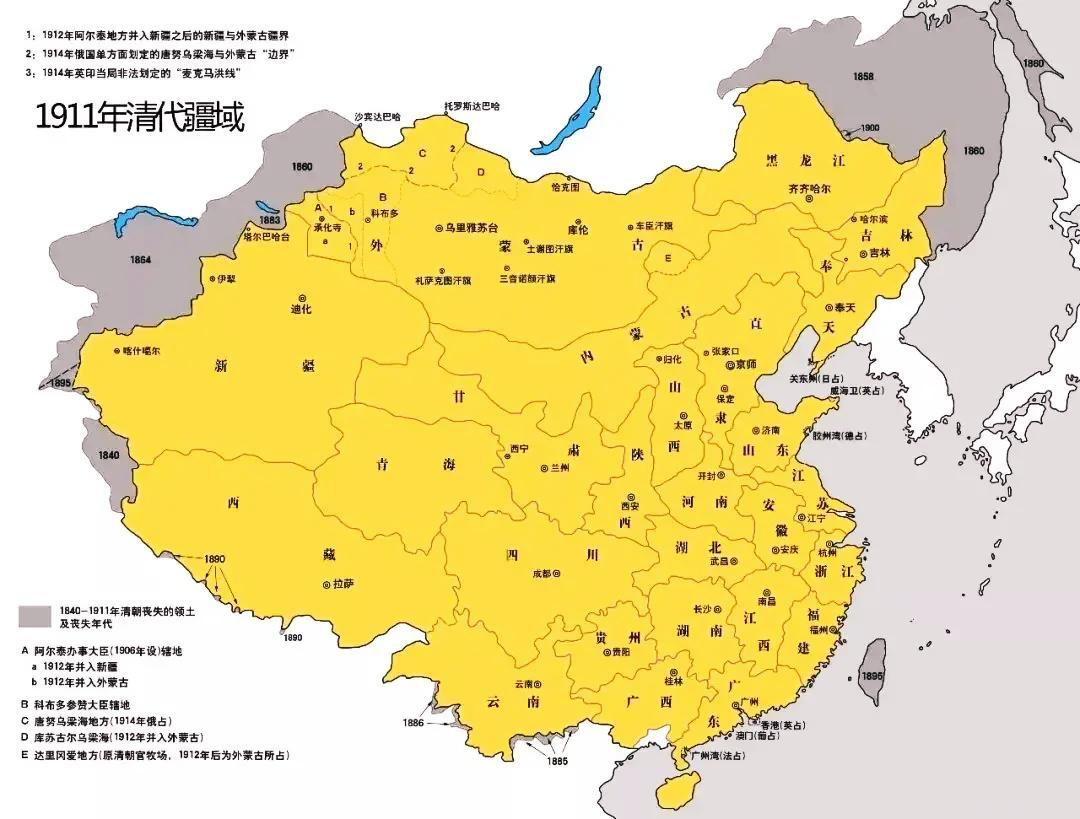 1：1912年阿尔泰地方并入新疆之后的新疆与外蒙古疆界
2：1914年俄国单方面划定的唐努乌梁海与外蒙古“边界”
3：1914年英印当局非法划定的“麦克马洪线”
1911年清代疆域
沙宾达巴哈
托罗斯达巴哈
1858
1860
1900
1860
1860
1864
1883
塔尔巴哈台
C
2
2
2
D
B
A
1
b
科布多
承化寺
a
1
恰克图
黑龙江
齐齐哈尔
哈尔滨
吉林
吉林
乌里雅苏台
库伦
车臣汗旗
外蒙古
土谢图汗旗
札萨克图汗旗
三音诺颜汗旗
E
伊犁
迪化
奉天
奉天
内蒙古
直隶
喀什噶尔
新疆
归化
张家口
京师
保定
关东州(日占)
威海卫(英占)
1895
甘肃
山西
太原
济南
山东
胶州湾(德占)
1840
青海
西宁
兰州
陕西
西安
开封
河南
江苏
江宁
安徽
安庆
西藏
拉萨
1890
1890
四川
成都
湖北
武昌
杭州
浙江
南昌
江西
长沙
湖南
福建
福州
贵州
贵阳
云南
云南
桂林
广西
广东
广州
香港(英占)
澳门(葡占)
广州湾(法占)
1895
1886
1885
1840-1911年清朝丧失的领土
及丧失年代
A 阿尔泰办事大臣(1906年设)辖地
a 1912年并入新疆
b 1912年并入外蒙古
B 科布多参赞大臣辖地
C 唐努乌梁海地方(1914年俄占)
D 库苏古尔乌梁海(1912年并入外蒙古)
E 达里冈爱地方(原清朝官牧场，1912年后为外蒙古所占)